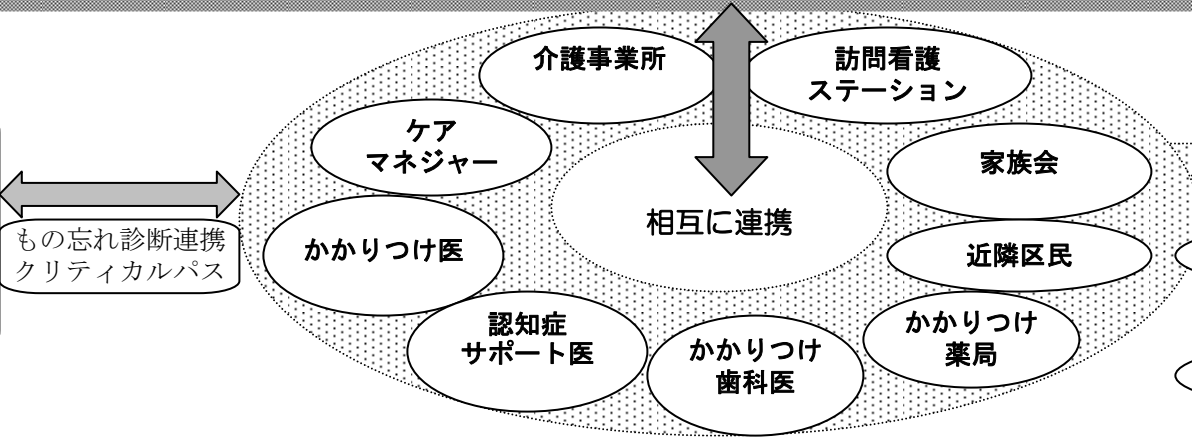 介護事業所
訪問看護
ステーション
ケア
マネジャー
家族会
相互に連携
もの忘れ診断連携
クリティカルパス
かかりつけ医
近隣区民
認知症
サポート医
かかりつけ
歯科医
かかりつけ
薬局